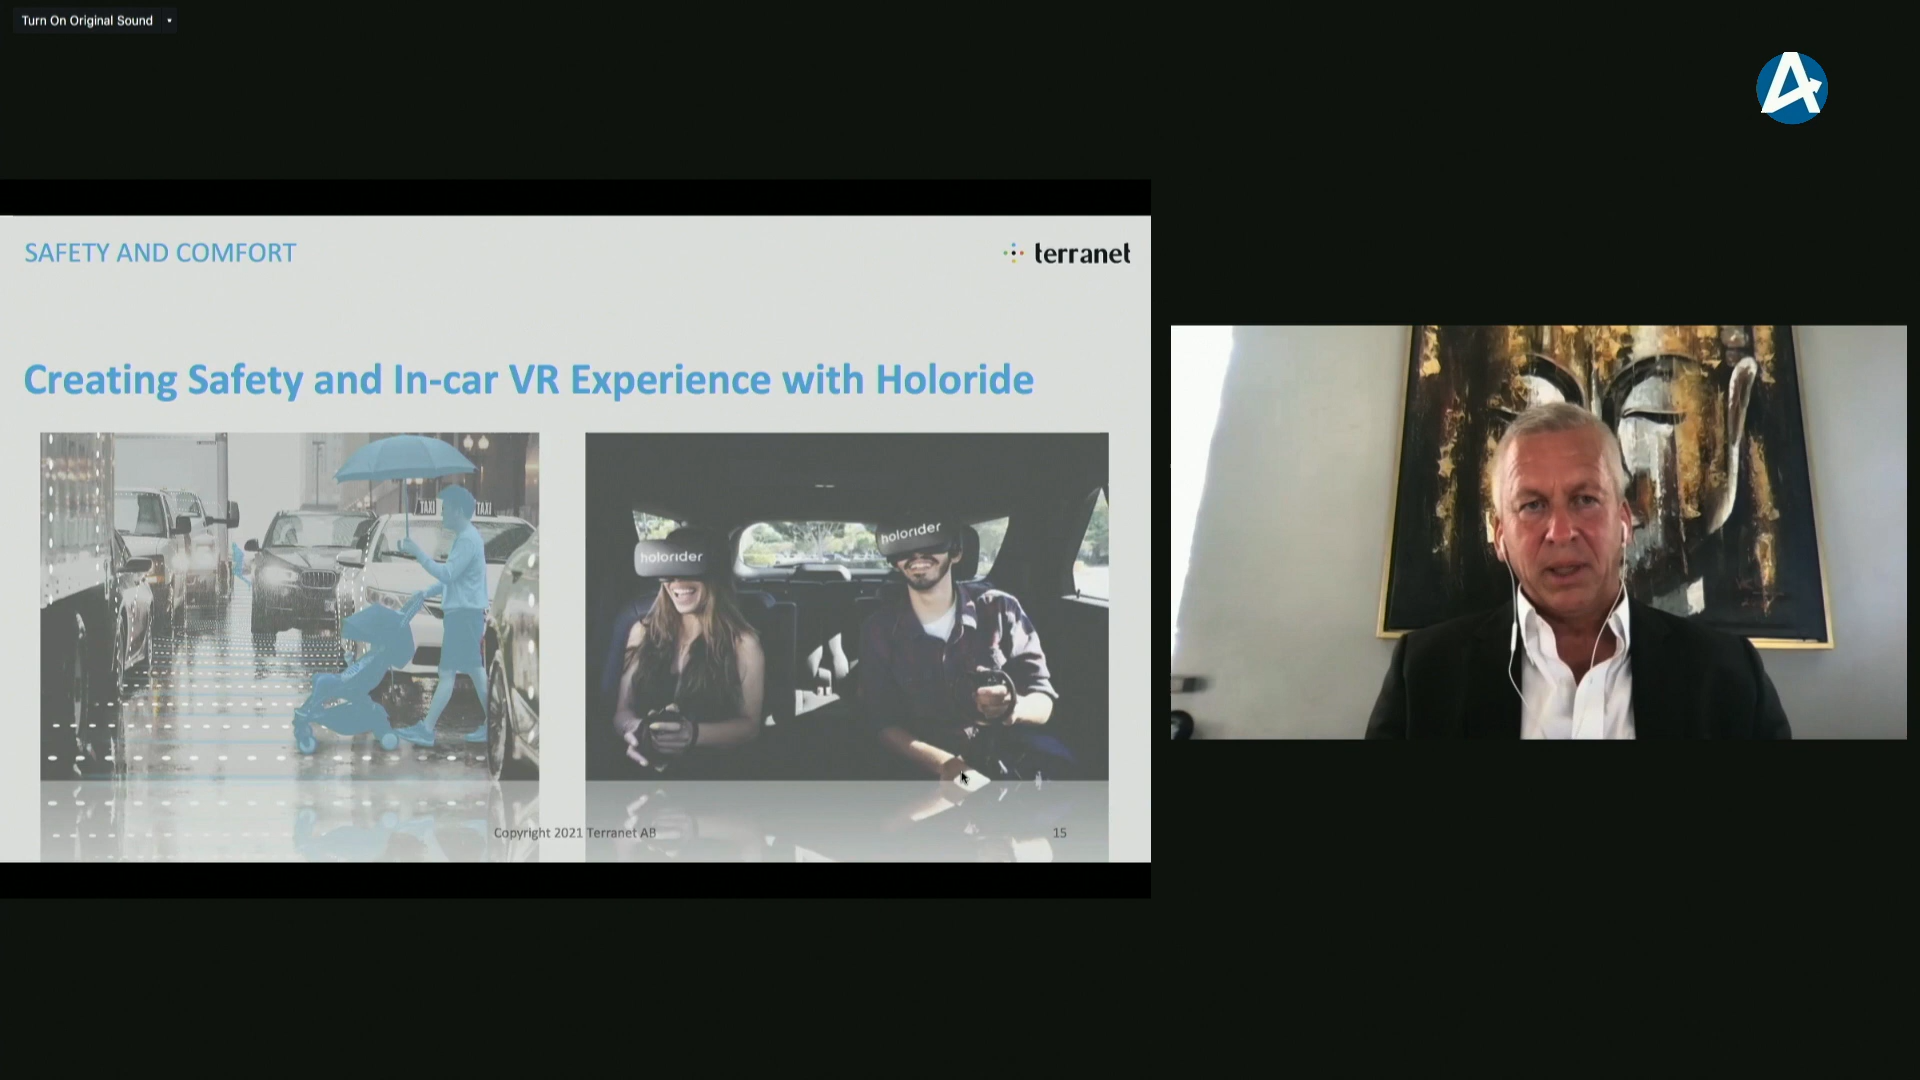 Turn On Original Sound
SAFETY AND COMFORT
terranet
Creating Safety and In-car VR Experience with Holoride
TAXI
TAXI
holorider
holorider
Copyright 2021 Terranet AB
15